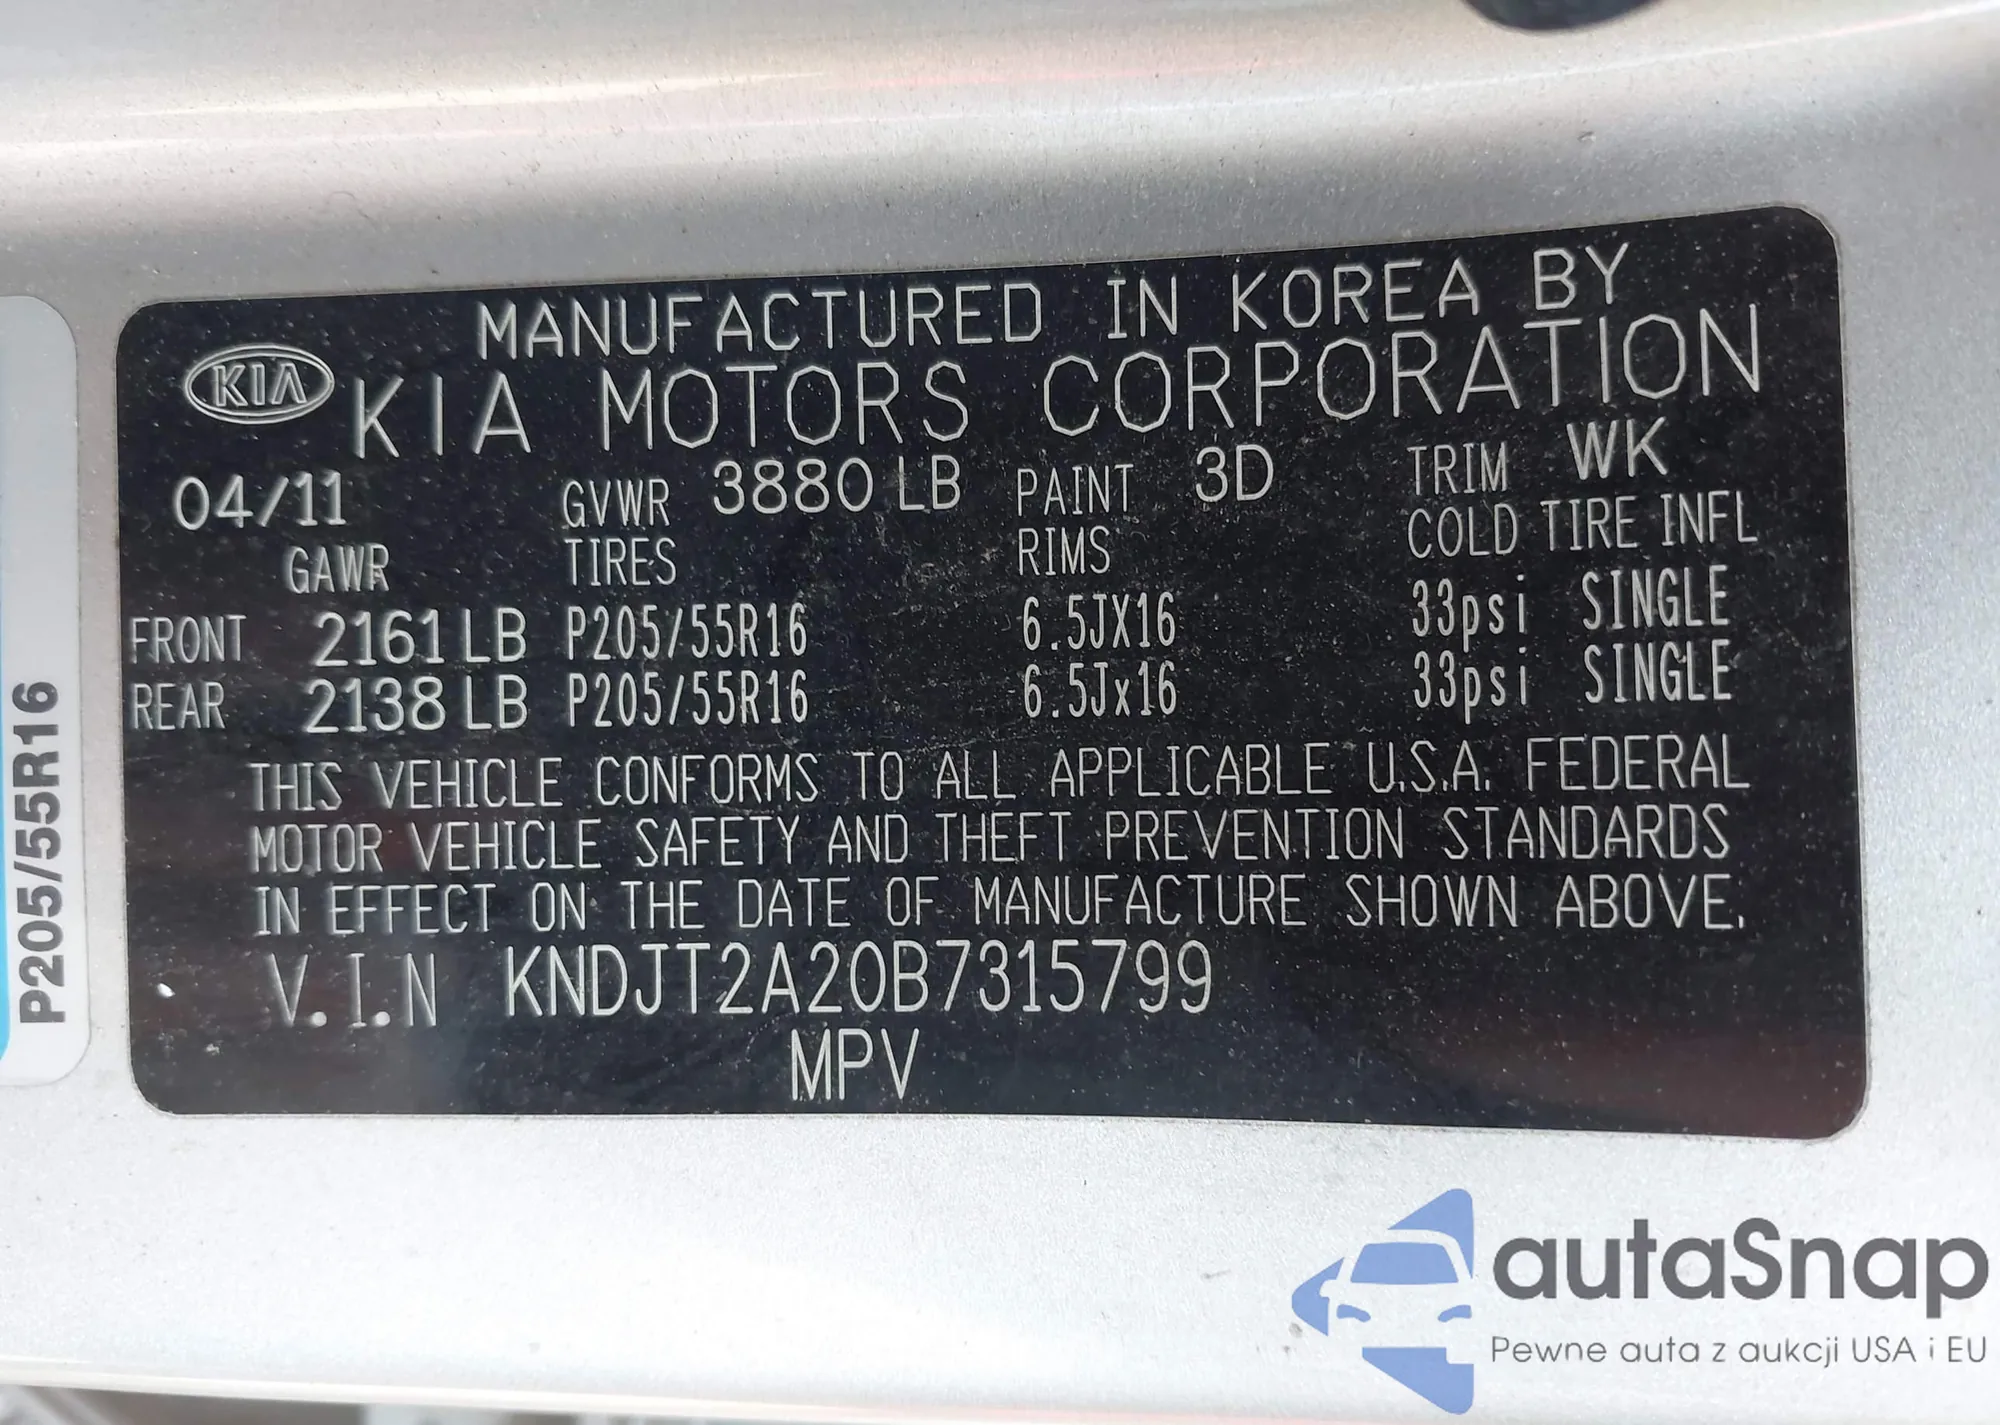 MANUFACTURED IN KOREA BY
KIA KIA MOTORS CORPORATION
04/11 GVWR 3880 LB PAINT 3D TRIM WK
GAWR TIRES RIMS COLD TIRE INFL
FRONT 2161 LB P205/55R16 6.5JX16 33psi SINGLE
REAR 2138 LB P205/55R16 6.5Jx16 33psi SINGLE
THIS VEHICLE CONFORMS TO ALL APPLICABLE U.S.A. FEDERAL
MOTOR VEHICLE SAFETY AND THEFT PREVENTION STANDARDS
IN EFFECT ON THE DATE OF MANUFACTURE SHOWN ABOVE.
V.I.N KNDJT2A20B7315799
MPV
P205/55R16
autaSnap
Pewne auta z aukcji USA i EU